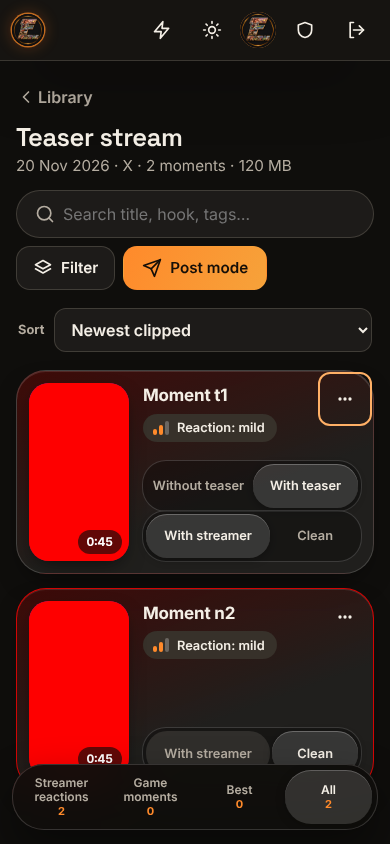 Library
Teaser stream
20 Nov 2026 · X · 2 moments · 120 MB
Search title, hook, tags...
Filter
Post mode
Sort
Newest clipped
Moment t1
Reaction: mild
Without teaser
With teaser
With streamer
Clean
0:45
Moment n2
Reaction: mild
With streamer
Clean
0:45
Streamer reactions
2
Game moments
0
Best
0
All
2